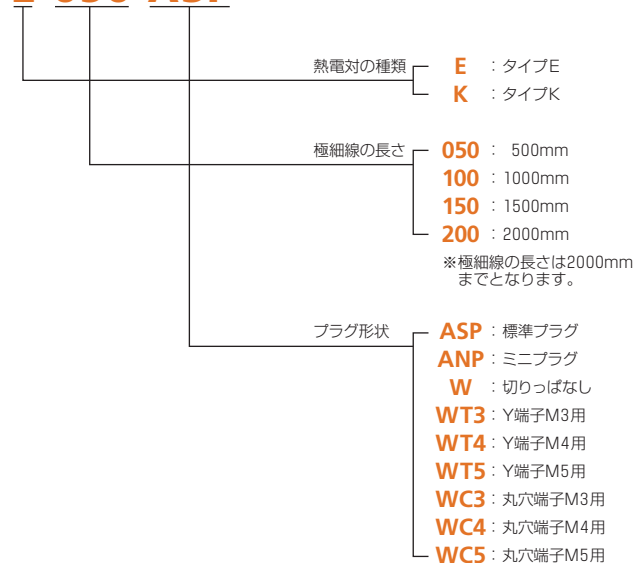 熱電対の種類
E : タイプE
K : タイプK
極細線の長さ
050 : 500mm
100 : 1000mm
150 : 1500mm
200 : 2000mm
※極細線の長さは2000mm
までとなります。
プラグ形状
ASP : 標準プラグ
ANP : ミニプラグ
W : 切りっぱなし
WT3 : Y端子M3用
WT4 : Y端子M4用
WT5 : Y端子M5用
WC3 : 丸穴端子M3用
WC4 : 丸穴端子M4用
WC5 : 丸穴端子M5用